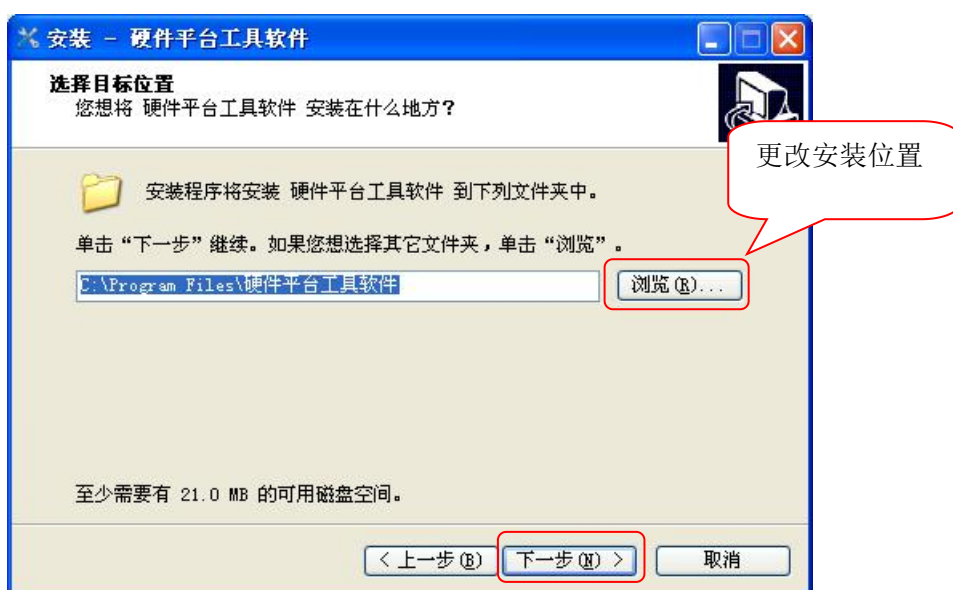 安装 - 硬件平台工具软件
选择目标位置
您想将 硬件平台工具软件 安装在什么地方?
更改安装位置
安装程序将安装 硬件平台工具软件 到下列文件夹中。
单击“下一步”继续。如果您想选择其它文件夹,单击“浏览”。
C:\Program Files\硬件平台工具软件
浏览(R)...
至少需要有 21.0 MB 的可用磁盘空间。
< 上一步(B) 下一步(N) > 取消